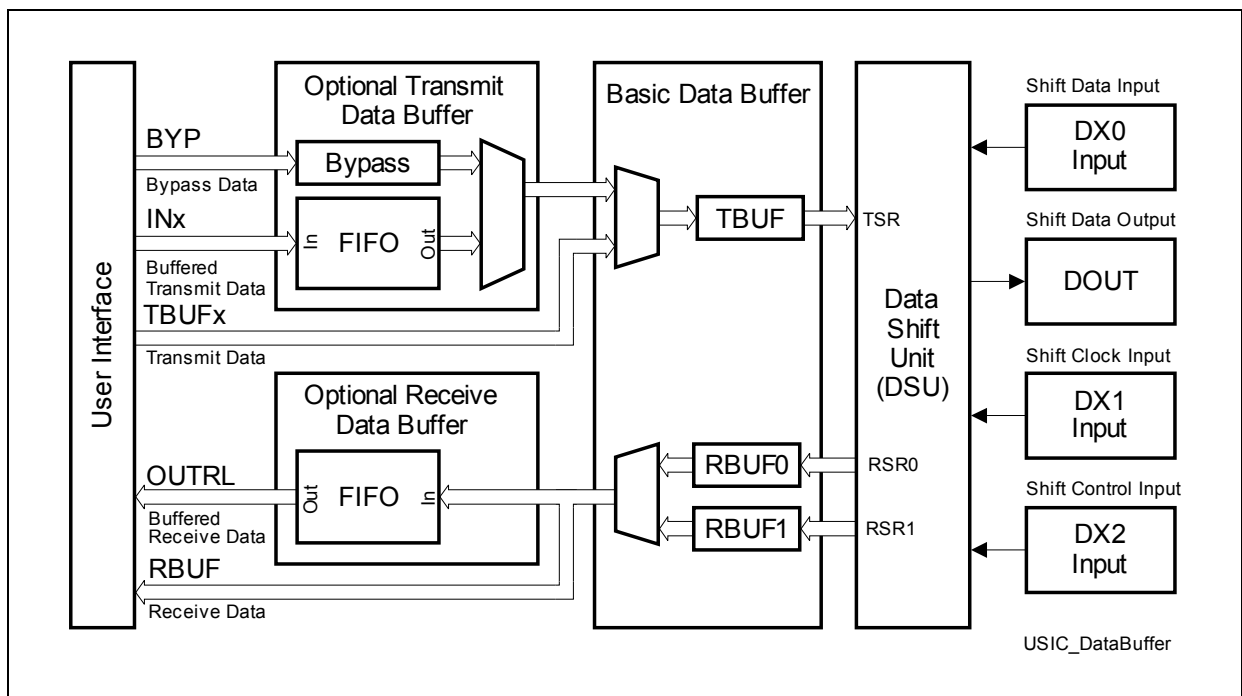 User Interface
Optional Transmit
Data Buffer
BYP
Bypass Data
Bypass
INx
Buffered
Transmit Data
In
FIFO
Out
TBUFx
Transmit Data
Optional Receive
Data Buffer
OUTRL
Buffered
Receive Data
Out
FIFO
In
RBUF
Receive Data
Basic Data Buffer
TBUF
RBUF0
RBUF1
TSR
Data
Shift
Unit
(DSU)
RSR0
RSR1
Shift Data Input
DX0
Input
Shift Data Output
DOUT
Shift Clock Input
DX1
Input
Shift Control Input
DX2
Input
USIC_DataBuffer